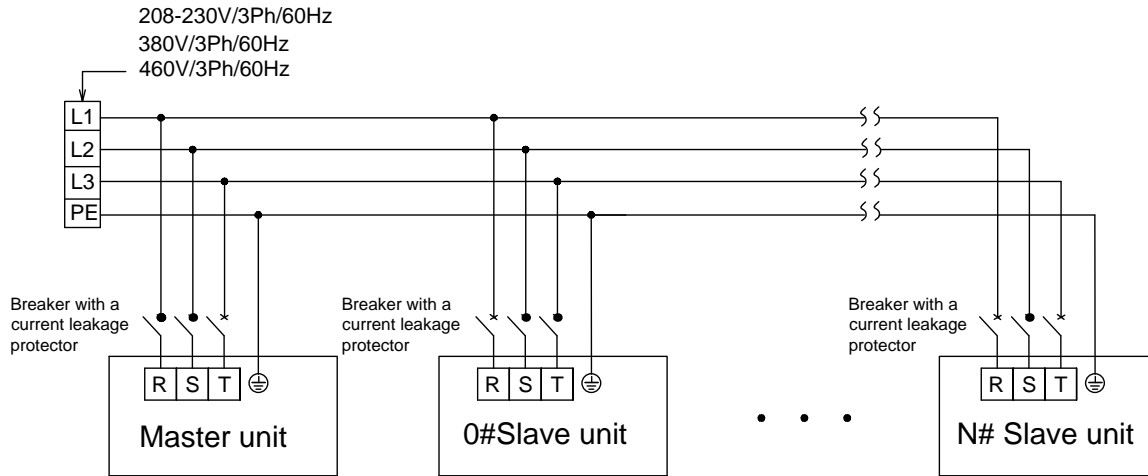 208-230V/3Ph/60Hz
380V/3Ph/60Hz
460V/3Ph/60Hz
L1
L2
L3
PE
Breaker with a
current leakage
protector
Breaker with a
current leakage
protector
Breaker with a
current leakage
protector
R S T
R S T
R S T
Master unit
0#Slave unit
N# Slave unit